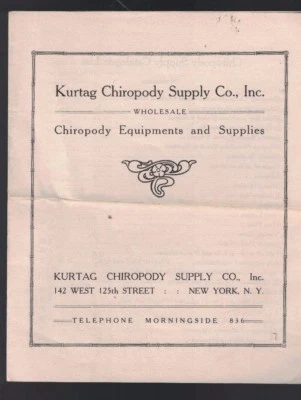 Kurtag Chiropody Supply Co., Inc.
WHOLESALE
Chiropody Equipments and Supplies
KURTAG CHIROPODY SUPPLY CO., Inc.
142 WEST 125th STREET : : NEW YORK, N. Y.
TELEPHONE MORNINGSIDE 836